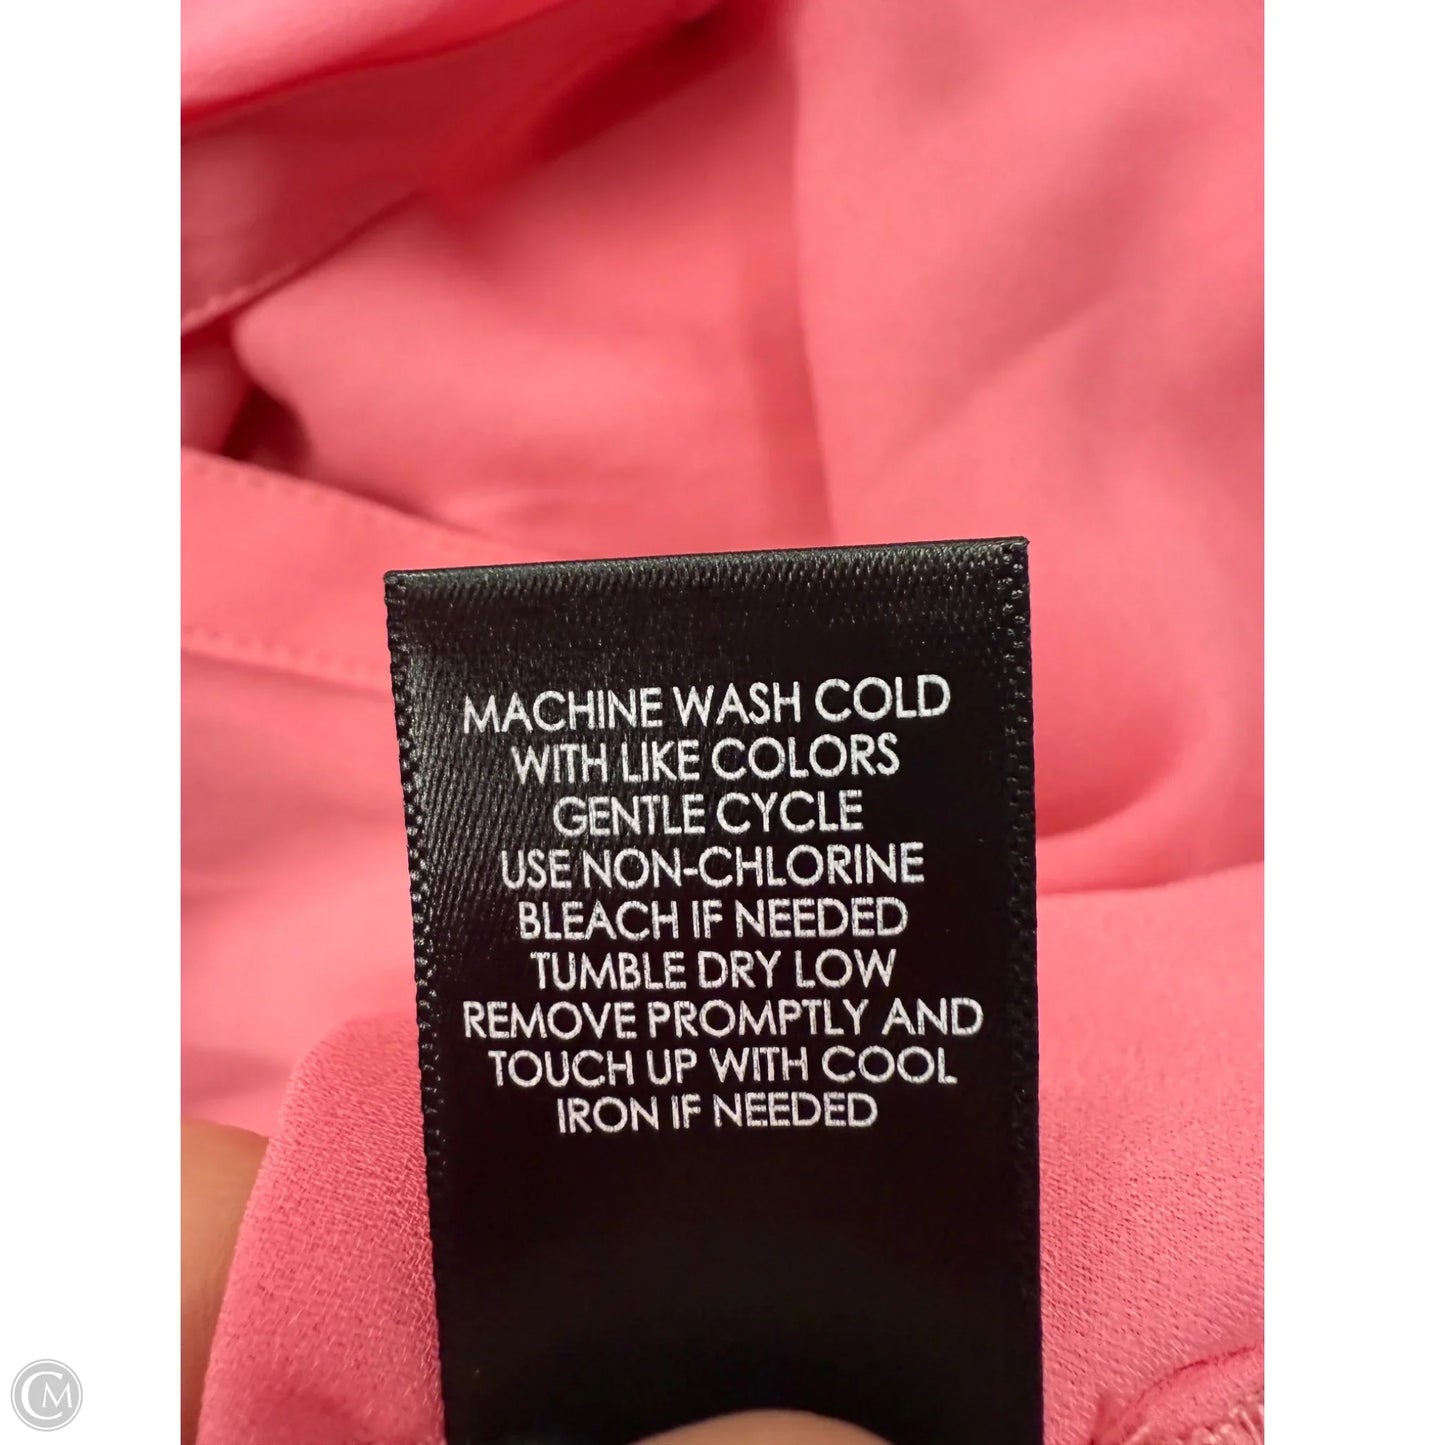 MACHINE WASH COLD
WITH LIKE COLORS
GENTLE CYCLE
USE NON-CHLORINE
BLEACH IF NEEDED
TUMBLE DRY LOW
REMOVE PROMPTLY AND
TOUCH UP WITH COOL
IRON IF NEEDED
CM